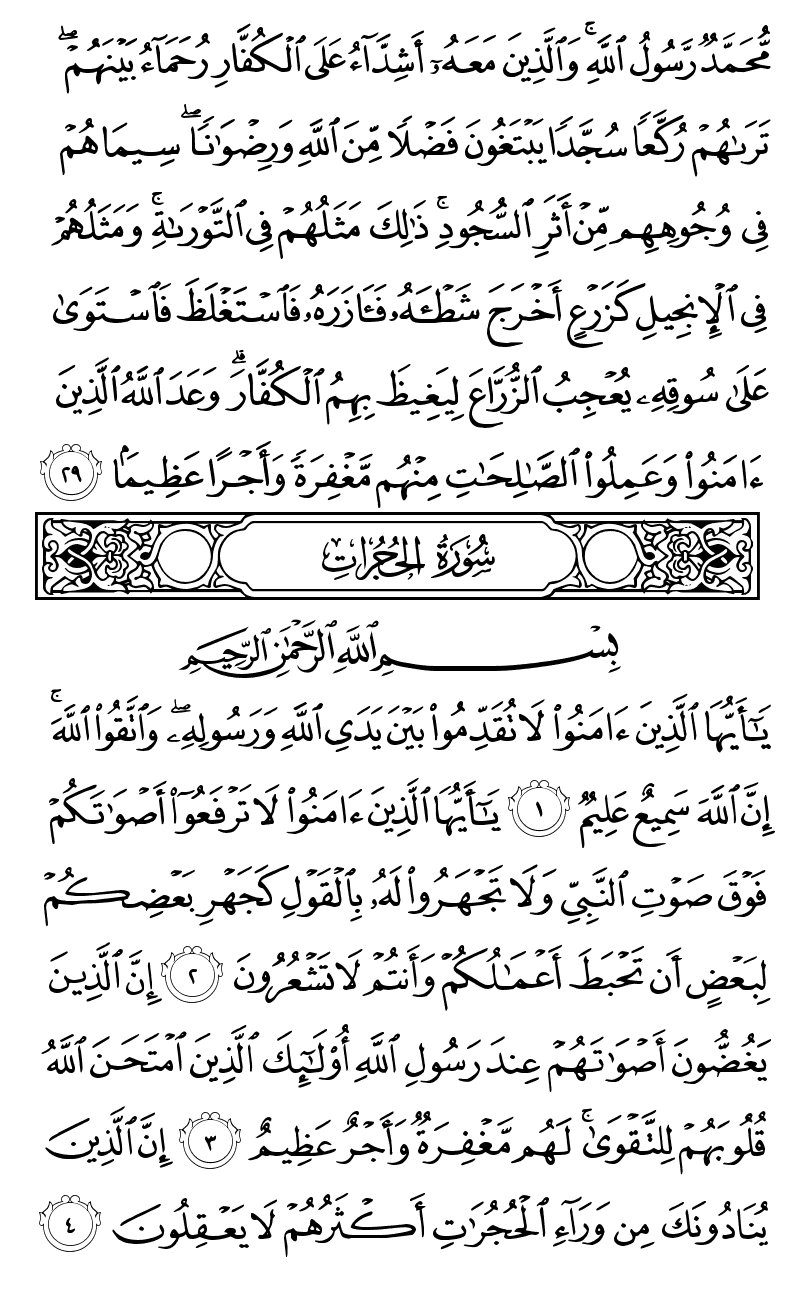 مُّحَمَّدٌ رَّسُولُ ٱللَّهِۚ وَٱلَّذِينَ مَعَهُۥٓ أَشِدَّآءُ عَلَى ٱلْكُفَّارِ رُحَمَآءُ بَيْنَهُمْۖ
تَرَىٰهُمْ رُكَّعًا سُجَّدًا يَبْتَغُونَ فَضْلًا مِّنَ ٱللَّهِ وَرِضْوَٰنًاۖ سِيمَاهُمْ
فِى وُجُوهِهِم مِّنْ أَثَرِ ٱلسُّجُودِۚ ذَٰلِكَ مَثَلُهُمْ فِى ٱلتَّوْرَىٰةِۚ وَمَثَلُهُمْ
فِى ٱلْإِنجِيلِ كَزَرْعٍ أَخْرَجَ شَطْـَٔهُۥ فَـَٔازَرَهُۥ فَٱسْتَغْلَظَ فَٱسْتَوَىٰ
عَلَىٰ سُوقِهِۦ يُعْجِبُ ٱلزُّرَّاعَ لِيَغِيظَ بِهِمُ ٱلْكُفَّارَۗ وَعَدَ ٱللَّهُ ٱلَّذِينَ
ءَامَنُوا۟ وَعَمِلُوا۟ ٱلصَّـٰلِحَـٰتِ مِنْهُم مَّغْفِرَةً وَأَجْرًا عَظِيمًۢا ٢٩
سُورَةُ الحُجُرَاتِ
بِسْمِ ٱللَّهِ ٱلرَّحْمَـٰنِ ٱلرَّحِيمِ
يَـٰٓأَيُّهَا ٱلَّذِينَ ءَامَنُوا۟ لَا تُقَدِّمُوا۟ بَيْنَ يَدَىِ ٱللَّهِ وَرَسُولِهِۦۖ وَٱتَّقُوا۟ ٱللَّهَۚ
إِنَّ ٱللَّهَ سَمِيعٌ عَلِيمٌ ١ يَـٰٓأَيُّهَا ٱلَّذِينَ ءَامَنُوا۟ لَا تَرْفَعُوٓا۟ أَصْوَٰتَكُمْ
فَوْقَ صَوْتِ ٱلنَّبِىِّ وَلَا تَجْهَرُوا۟ لَهُۥ بِٱلْقَوْلِ كَجَهْرِ بَعْضِكُمْ
لِبَعْضٍ أَن تَحْبَطَ أَعْمَـٰلُكُمْ وَأَنتُمْ لَا تَشْعُرُونَ ٢ إِنَّ ٱلَّذِينَ
يَغُضُّونَ أَصْوَٰتَهُمْ عِندَ رَسُولِ ٱللَّهِ أُو۟لَـٰٓئِكَ ٱلَّذِينَ ٱمْتَحَنَ ٱللَّهُ
قُلُوبَهُمْ لِلتَّقْوَىٰۚ لَهُم مَّغْفِرَةٌ وَأَجْرٌ عَظِيمٌ ٣ إِنَّ ٱلَّذِينَ
يُنَادُونَكَ مِن وَرَآءِ ٱلْحُجُرَٰتِ أَكْثَرُهُمْ لَا يَعْقِلُونَ ٤